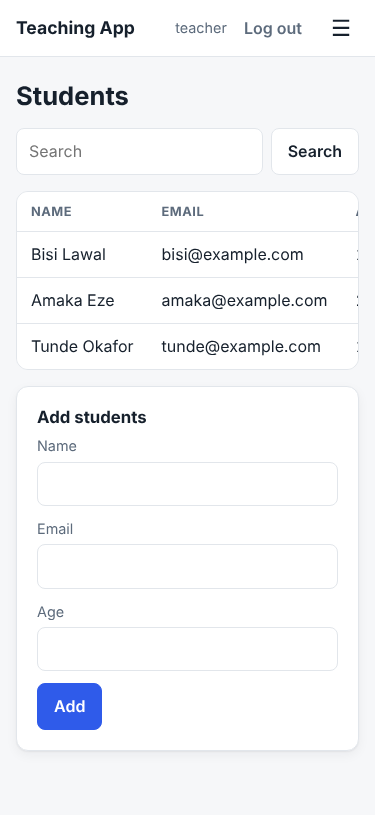 Teaching App teacher Log out ☰
Students
Search Search
NAME EMAIL
Bisi Lawal bisi@example.com
Amaka Eze amaka@example.com
Tunde Okafor tunde@example.com
Add students
Name
Email
Age
Add